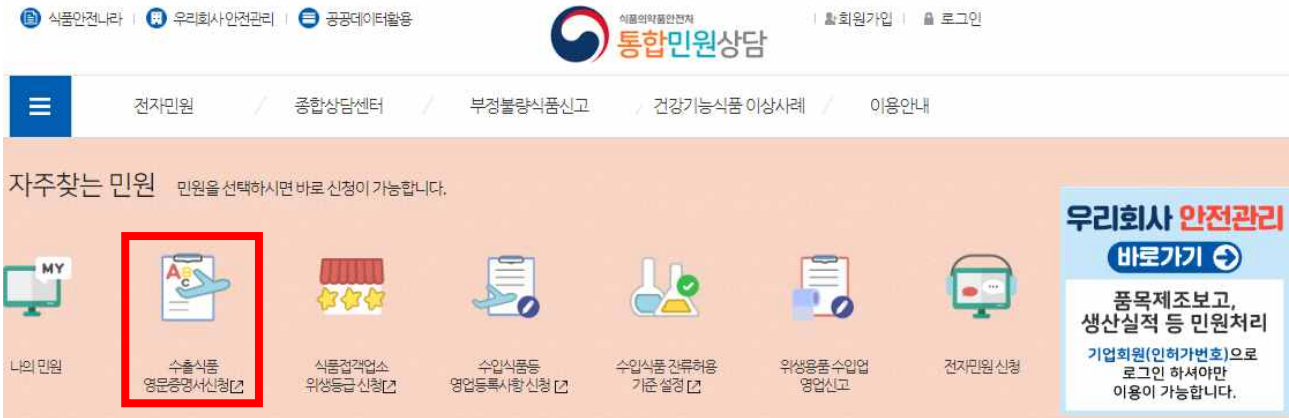 식품안전나라 우리회사안전관리 공공데이터활용
식품의약품안전처
통합민원상담
회원가입 로그인
전자민원 / 종합상담센터 / 부정불량식품신고 / 건강기능식품 이상사례 / 이용안내
자주찾는 민원 민원을 선택하시면 바로 신청이 가능합니다.
MY
나의 민원
ABC
수출식품
영문증명서신청
식품접객업소
위생등급 신청
수입식품등
영업등록사항 신청
수입식품 잔류허용
기준 설정
위생용품 수입업
영업신고
전자민원 신청
우리회사 안전관리
바로가기
품목제조보고,
생산실적 등 민원처리
기업회원(인허가번호)으로
로그인 하셔야만
이용이 가능합니다.